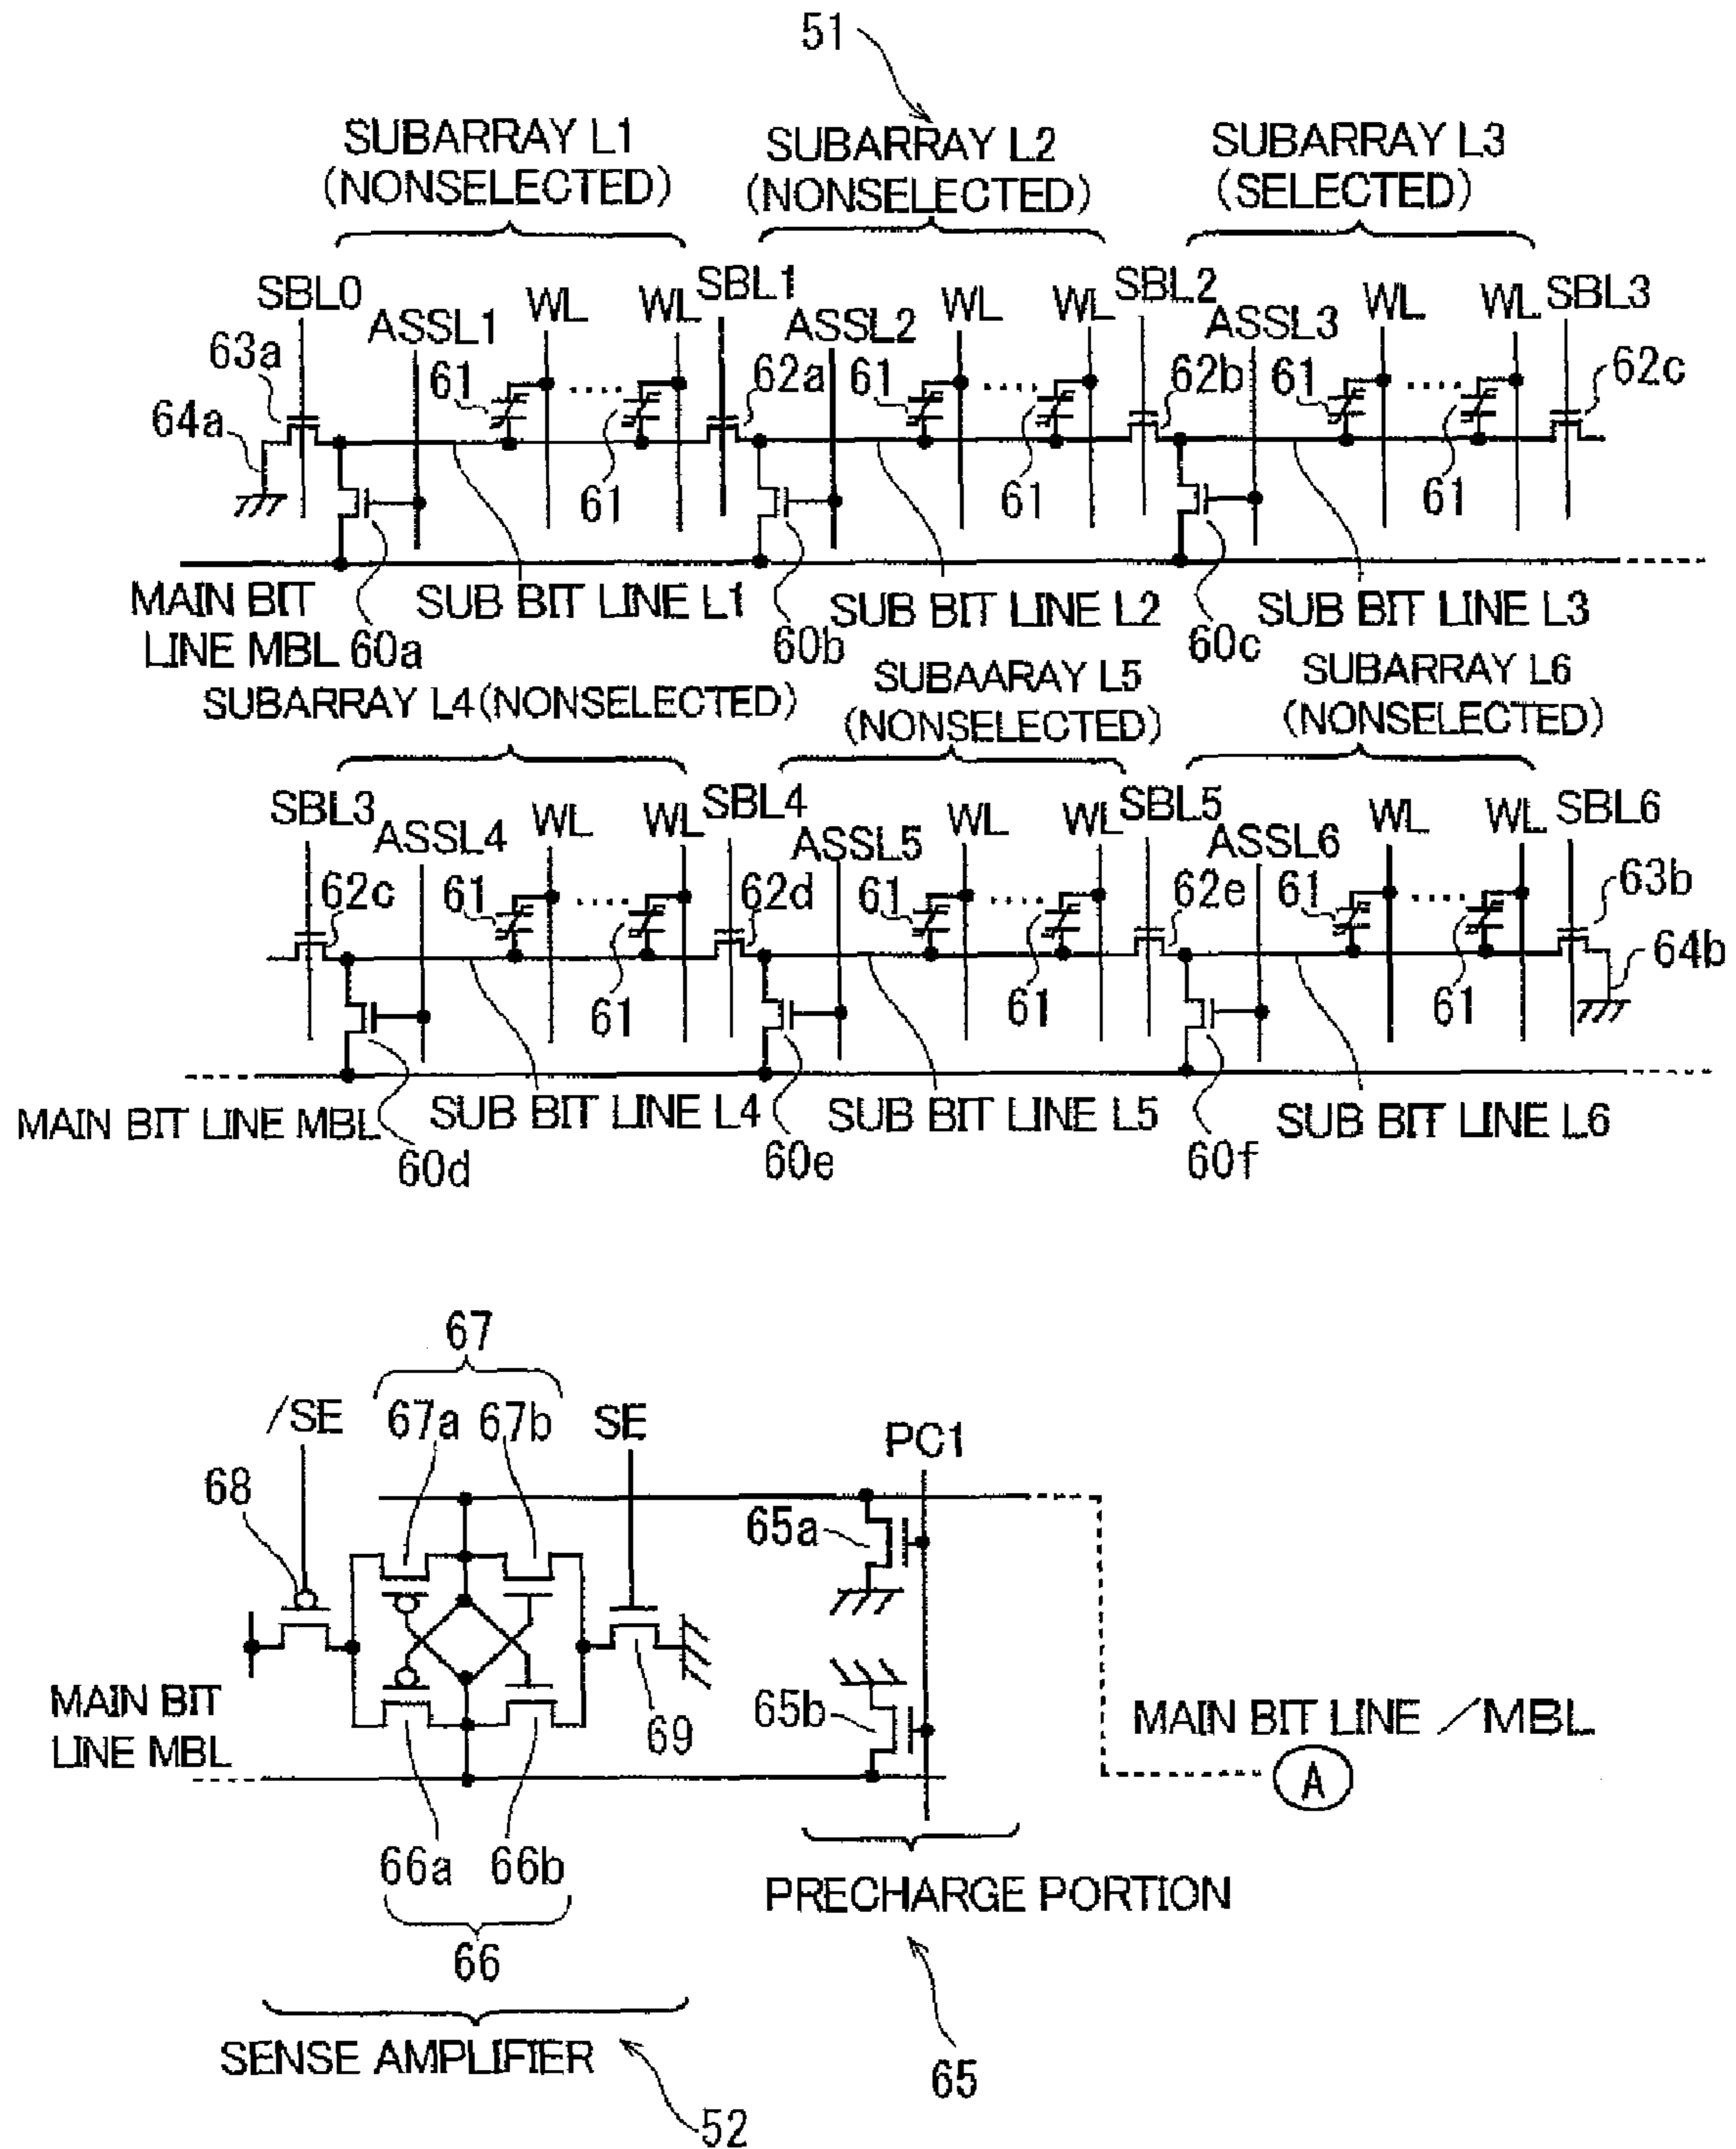 51
SUBARRAY L1
(NONSELECTED)
SUBARRAY L2
(NONSELECTED)
SUBARRAY L3
(SELECTED)
SBL0
ASSL1
WL
WL
SBL1
ASSL2
WL
WL
SBL2
ASSL3
WL
WL
SBL3
63a
64a
61
61
62a
61
61
62b
61
61
62c
MAIN BIT
LINE MBL
60a
SUB BIT LINE L1
60b
SUB BIT LINE L2
60c
SUB BIT LINE L3
SUBARRAY L4(NONSELECTED)
SUBAARAY L5
(NONSELECTED)
SUBARRAY L6
(NONSELECTED)
SBL3
ASSL4
WL
WL
SBL4
ASSL5
WL
WL
SBL5
ASSL6
WL
WL
SBL6
62c
61
61
62d
61
61
62e
61
61
63b
64b
MAIN BIT LINE MBL
60d
SUB BIT LINE L4
60e
SUB BIT LINE L5
60f
SUB BIT LINE L6
67
/SE
67a
67b
SE
PC1
68
65a
MAIN BIT
LINE MBL
69
65b
MAIN BIT LINE /MBL
A
66a
66b
66
PRECHARGE PORTION
SENSE AMPLIFIER
65
52